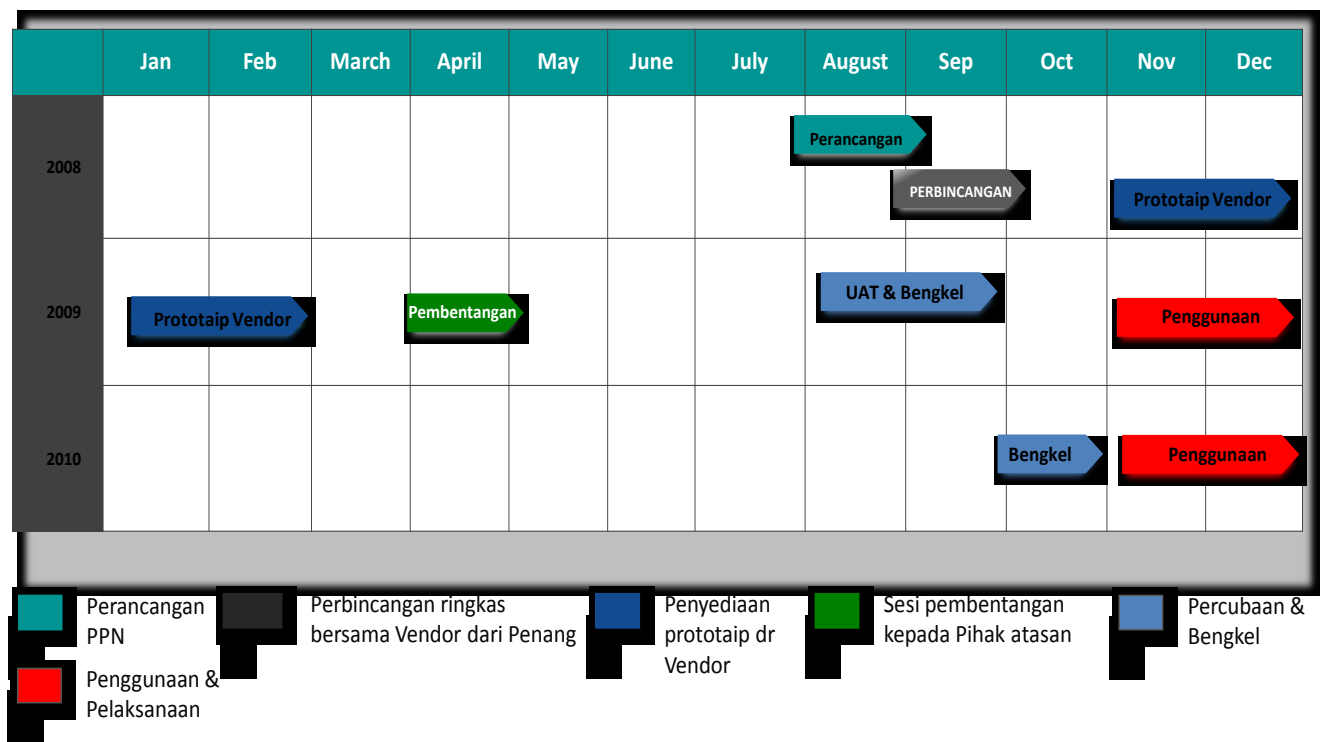 Jan Feb March April May June July August Sep Oct Nov Dec
2008
Perancangan
PERBINCANGAN
Prototaip Vendor
2009
Prototaip Vendor
Pembentangan
UAT & Bengkel
Penggunaan
2010
Bengkel
Penggunaan
Perancangan
PPN
Perbincangan ringkas
bersama Vendor dari Penang
Penyediaan
prototaip dr
Vendor
Sesi pembentangan
kepada Pihak atasan
Percubaan &
Bengkel
Penggunaan &
Pelaksanaan